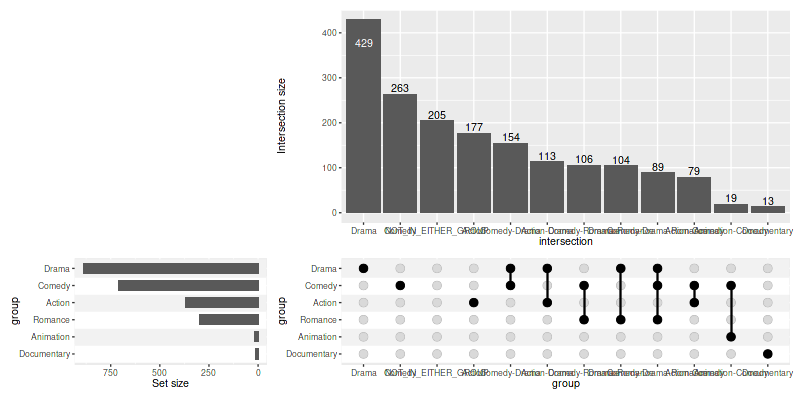 400
300
200
100
0
Intersection size
429
263
205
177
154
113
106
104
89
79
19
13
Drama
intersection
Drama
Comedy
Action
Romance
Animation
Documentary
group
750
500
250
0
Set size
Drama
Comedy
Action
Romance
Animation
Documentary
group
Drama
group